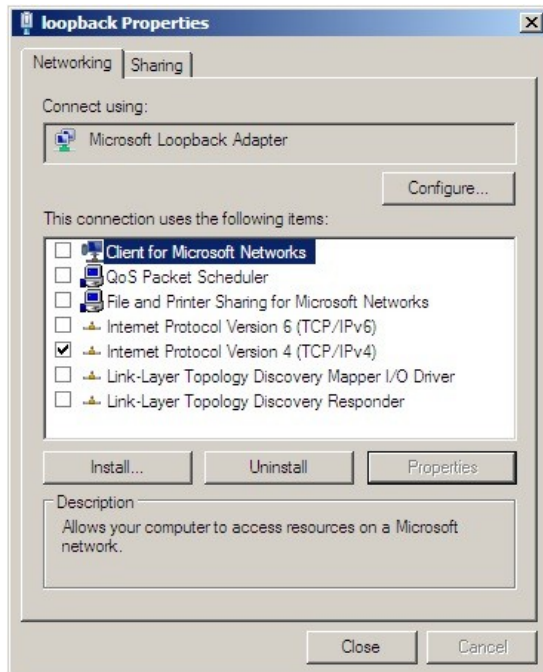 loopback Properties
Networking Sharing
Connect using:
Microsoft Loopback Adapter
Configure...
This connection uses the following items:
Client for Microsoft Networks
QoS Packet Scheduler
File and Printer Sharing for Microsoft Networks
Internet Protocol Version 6 (TCP/IPv6)
Internet Protocol Version 4 (TCP/IPv4)
Link-Layer Topology Discovery Mapper I/O Driver
Link-Layer Topology Discovery Responder
Install... Uninstall Properties
Description
Allows your computer to access resources on a Microsoft
network.
Close Cancel